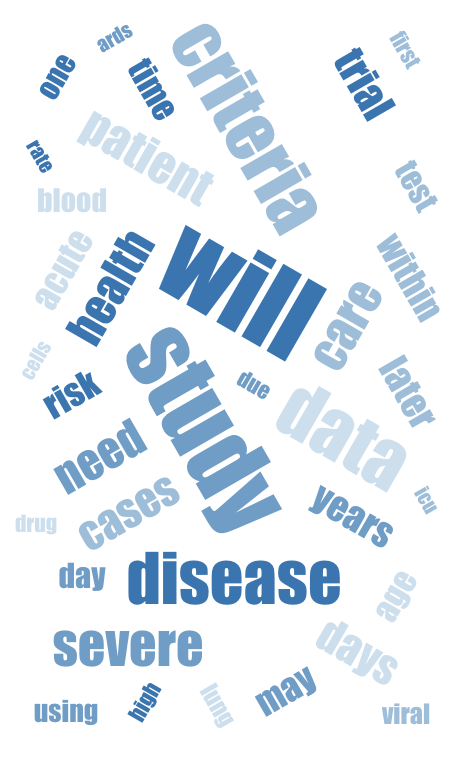 ards
first
one
time
criteria
trial
patient
rate
test
blood
acute
health
will
within
care
cells
risk
study
due
data
later
need
cases
years
icu
drug
day
disease
age
severe
days
using
high
lung
may
viral